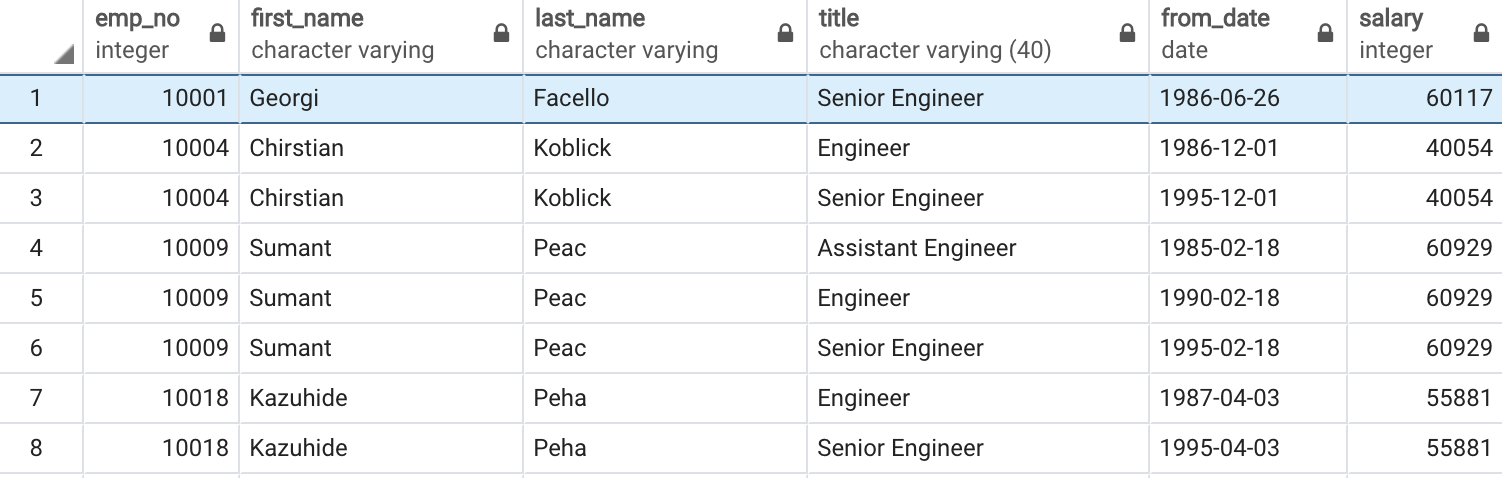 emp_no first_name last_name title from_date salary
integer character varying character varying character varying (40) date integer
1 10001 Georgi Facello Senior Engineer 1986-06-26 60117
2 10004 Chirstian Koblick Engineer 1986-12-01 40054
3 10004 Chirstian Koblick Senior Engineer 1995-12-01 40054
4 10009 Sumant Peac Assistant Engineer 1985-02-18 60929
5 10009 Sumant Peac Engineer 1990-02-18 60929
6 10009 Sumant Peac Senior Engineer 1995-02-18 60929
7 10018 Kazuhide Peha Engineer 1987-04-03 55881
8 10018 Kazuhide Peha Senior Engineer 1995-04-03 55881